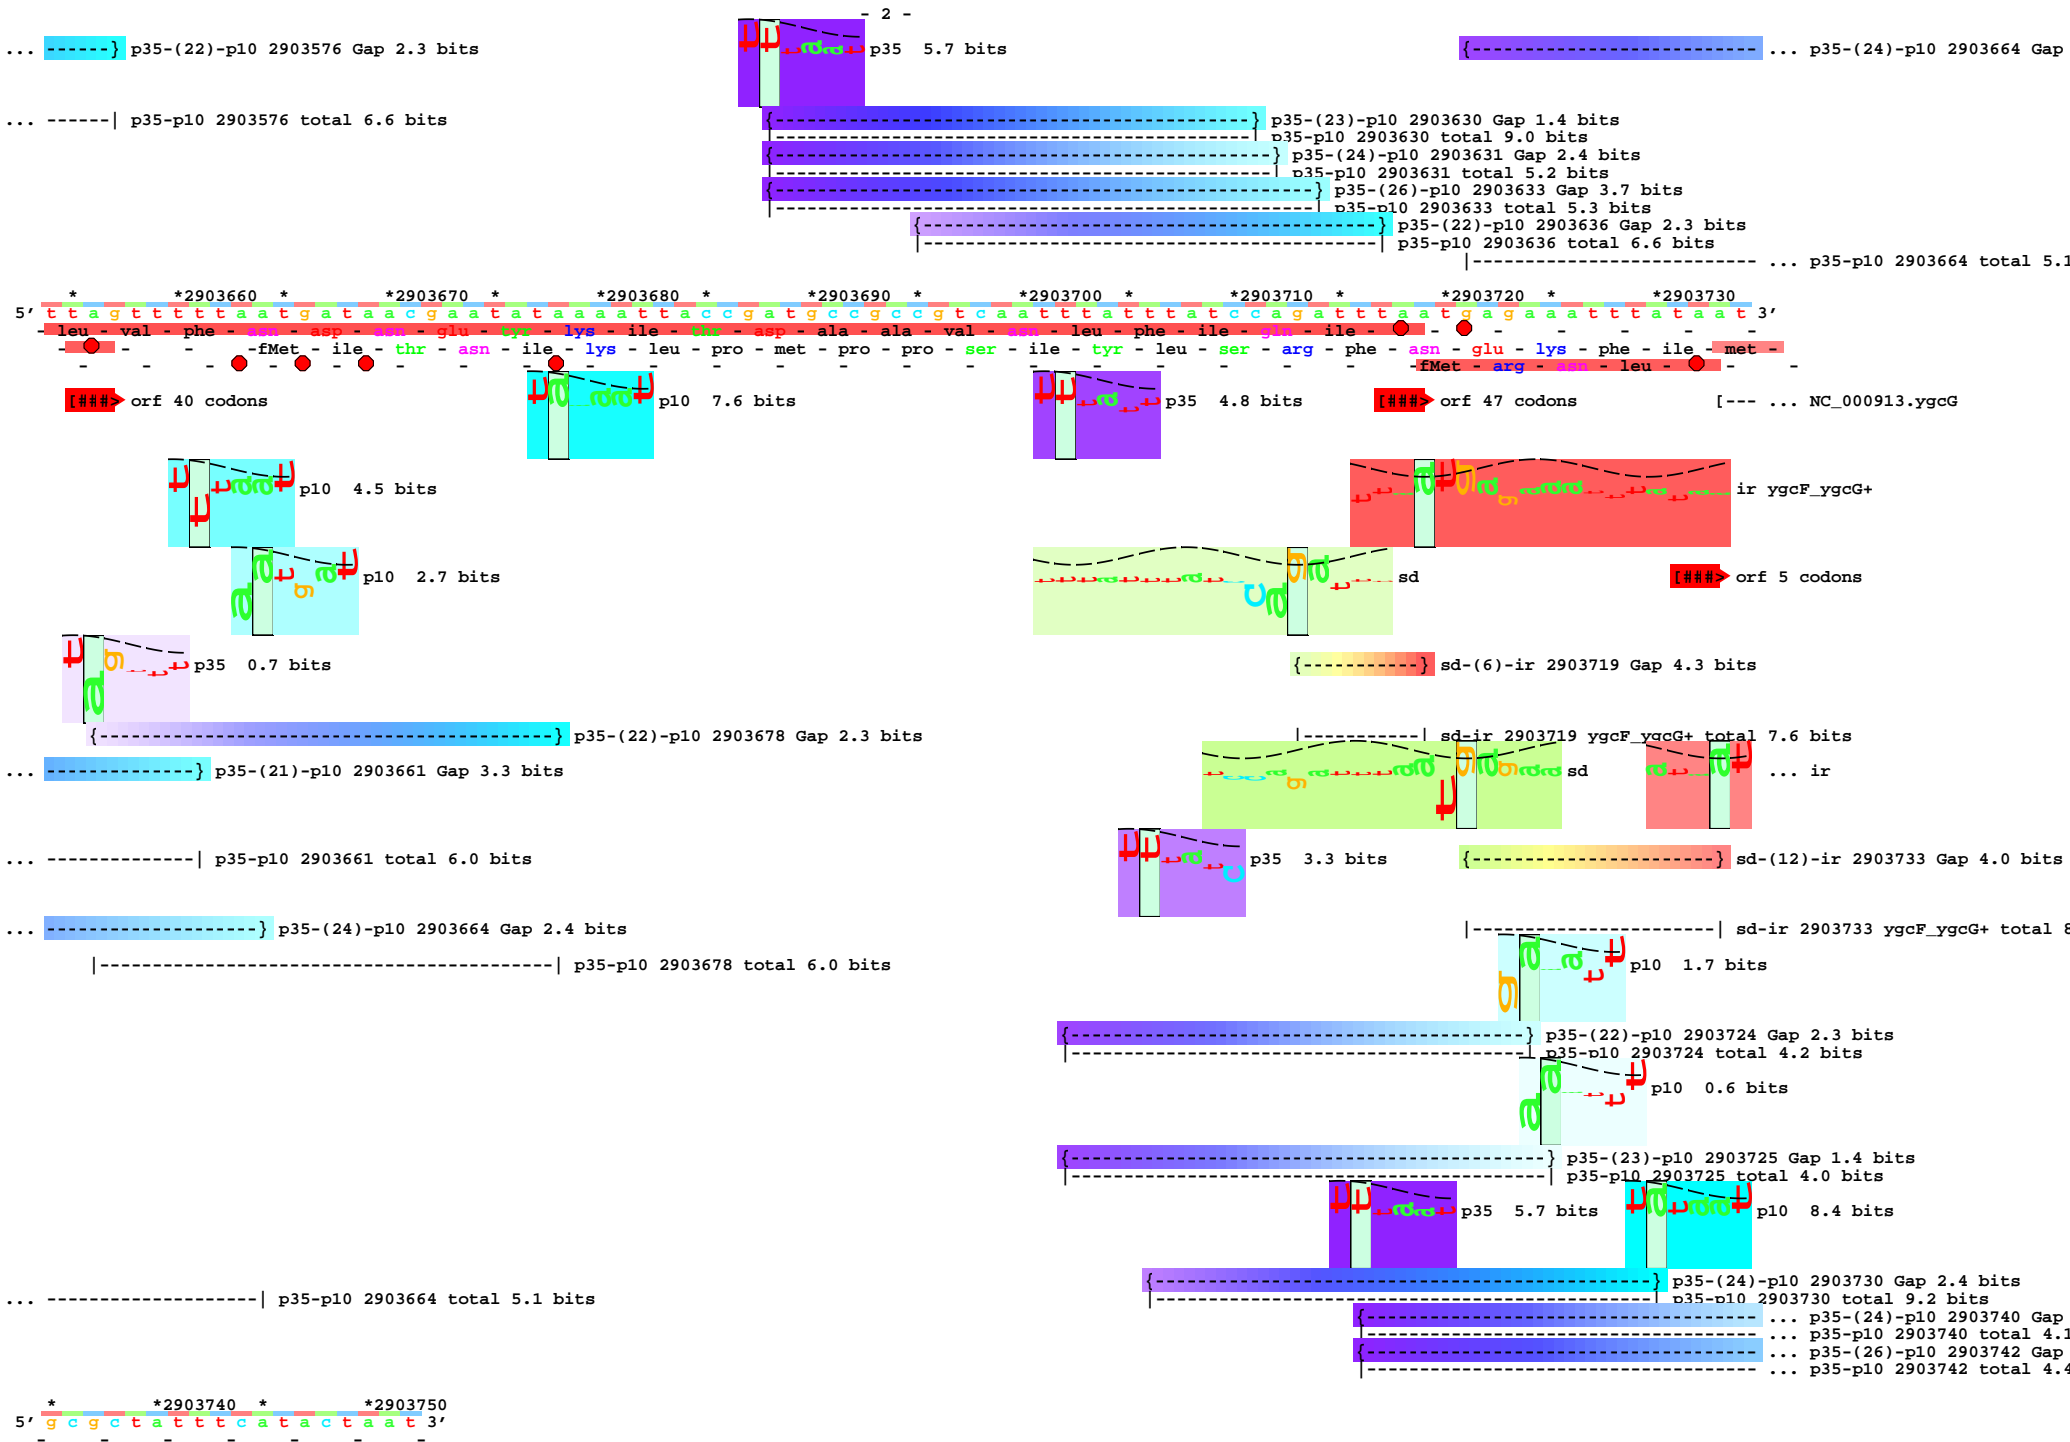 - 2 -
... ------} p35-(22)-p10 2903576 Gap 2.3 bits
p35 5.7 bits
{---------------------------- ... p35-(24)-p10 2903664 Gap
... ------| p35-p10 2903576 total 6.6 bits
p35-(23)-p10 2903630 Gap 1.4 bits
p35-p10 2903630 total 9.0 bits
p35-(24)-p10 2903631 Gap 2.4 bits
p35-p10 2903631 total 5.2 bits
p35-(26)-p10 2903633 Gap 3.7 bits
p35-p10 2903633 total 5.3 bits
p35-(22)-p10 2903636 Gap 2.3 bits
p35-p10 2903636 total 6.6 bits
... p35-p10 2903664 total 5.1
* *2903660 * *2903670 * *2903680 * *2903690 * *2903700 * *2903710 * *2903720 * *2903730
5' t t a g t t t t t a a t g a t a a c g a a t a t a a a a t t a c c g a t g c c g c c g t c a a t t t a t t t a t c c a g a t t t a a t g a g a a a t t t a t a a t 3'
- leu - val - phe - asn - asp - asn - glu - tyr - lys - ile - thr - asp - ala - ala - val - asn - leu - phe - ile - gln - ile -
-fMet - ile - thr - asn - ile - lys - leu - pro - met - pro - pro - ser - ile - tyr - leu - ser - arg - phe - asn - glu - lys - phe - ile - met -
-fMet - arg - asn - leu -
[###> orf 40 codons
p10 7.6 bits
p35 4.8 bits
[###> orf 47 codons
[--- ... NC_000913.ygcG
p10 4.5 bits
ir ygcF_ygcG+
p10 2.7 bits
sd
[###> orf 5 codons
p35 0.7 bits
sd-(6)-ir 2903719 Gap 4.3 bits
p35-(22)-p10 2903678 Gap 2.3 bits
sd-ir 2903719 ygcF_ygcG+ total 7.6 bits
... p35-(21)-p10 2903661 Gap 3.3 bits
sd
... ir
... p35-p10 2903661 total 6.0 bits
p35 3.3 bits
sd-(12)-ir 2903733 Gap 4.0 bits
... p35-(24)-p10 2903664 Gap 2.4 bits
sd-ir 2903733 ygcF_ygcG+ total 8
p35-p10 2903678 total 6.0 bits
p10 1.7 bits
p35-(22)-p10 2903724 Gap 2.3 bits
p35-p10 2903724 total 4.2 bits
p10 0.6 bits
p35-(23)-p10 2903725 Gap 1.4 bits
p35-p10 2903725 total 4.0 bits
p35 5.7 bits
p10 8.4 bits
p35-(24)-p10 2903730 Gap 2.4 bits
... p35-p10 2903664 total 5.1 bits
p35-p10 2903730 total 9.2 bits
... p35-(24)-p10 2903740 Gap
... p35-p10 2903740 total 4.1
... p35-(26)-p10 2903742 Gap
... p35-p10 2903742 total 4.4
* *2903740 * *2903750
5' g c g c t a t t t c a t a c t a a t 3'